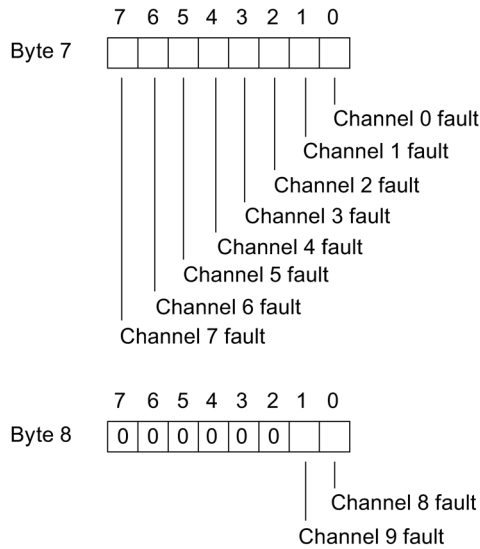 7 6 5 4 3 2 1 0
Byte 7
Channel 0 fault
Channel 1 fault
Channel 2 fault
Channel 3 fault
Channel 4 fault
Channel 5 fault
Channel 6 fault
Channel 7 fault
7 6 5 4 3 2 1 0
Byte 8 0 0 0 0 0 0
Channel 8 fault
Channel 9 fault